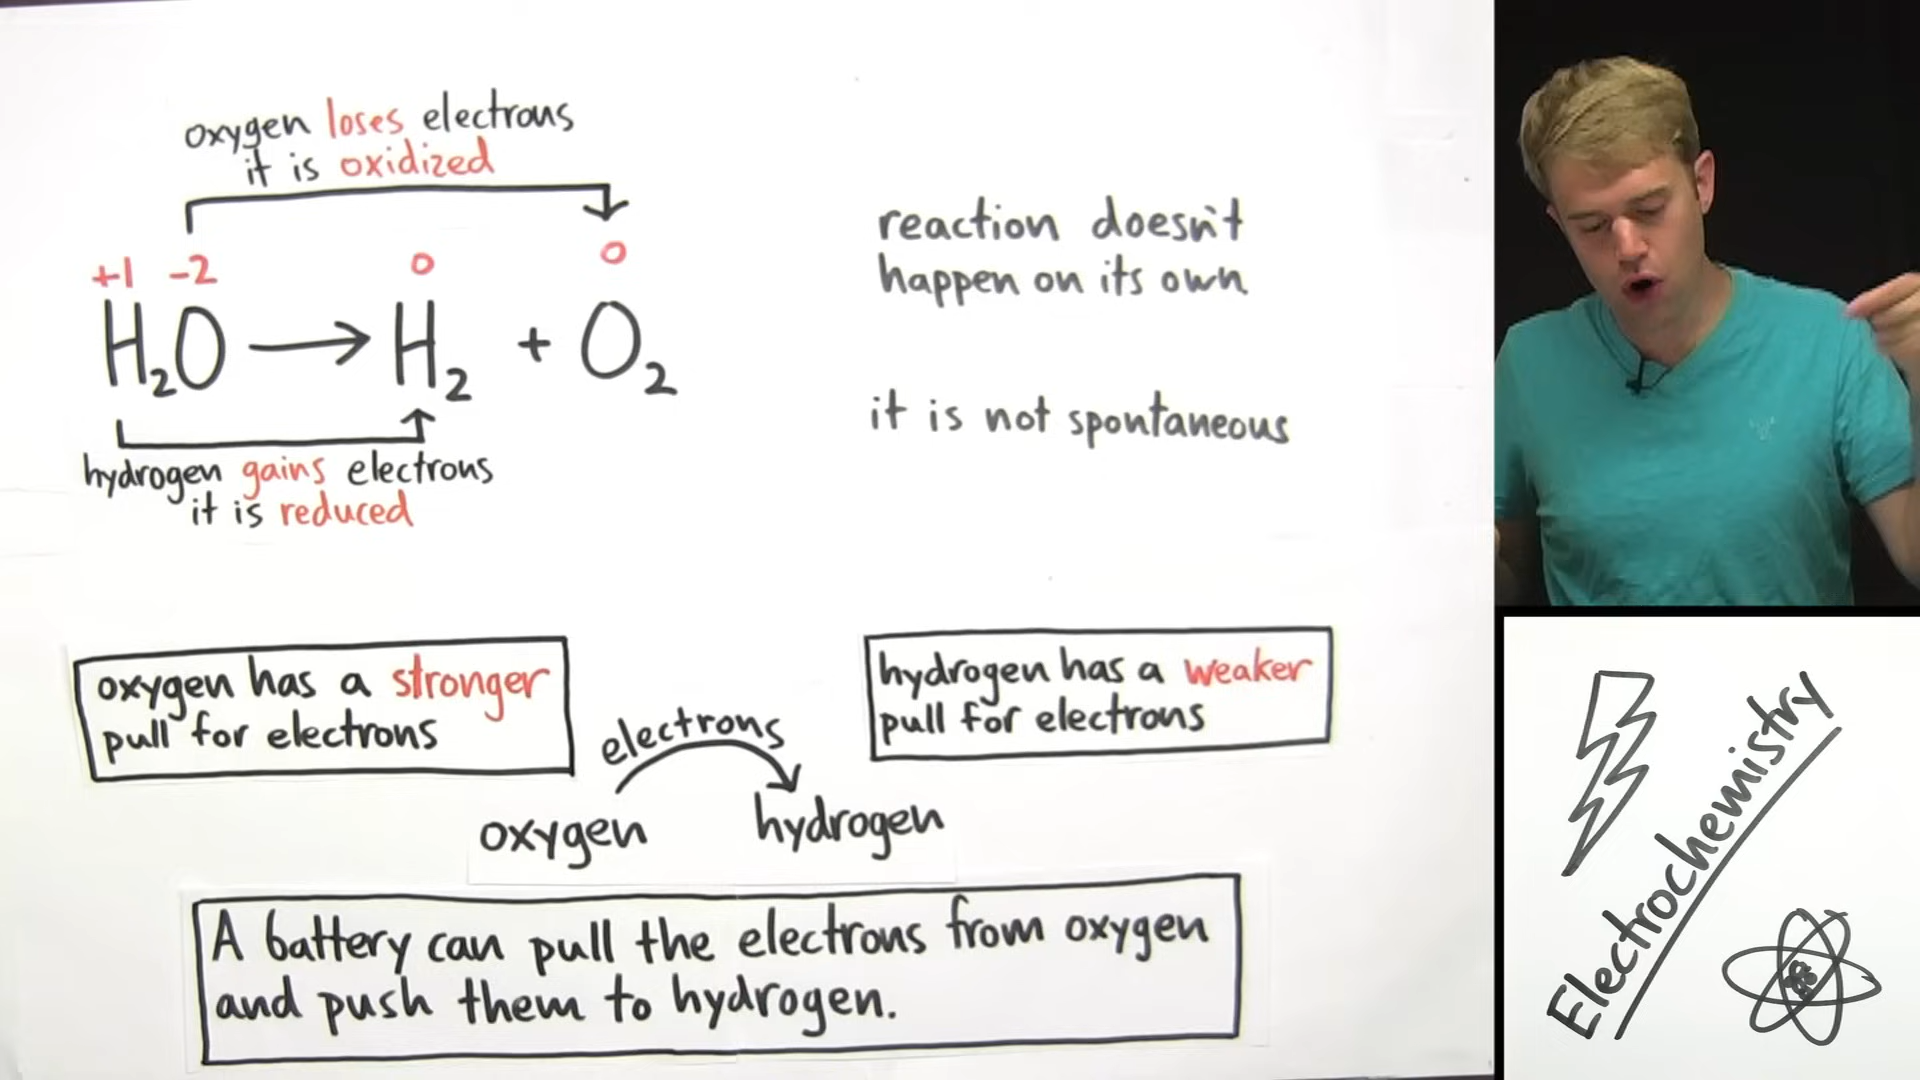 oxygen loses electrons
it is oxidized
+1 -2 0 0
H₂O → H₂ + O₂
hydrogen gains electrons
it is reduced
reaction doesn't
happen on its own.
it is not spontaneous
oxygen has a stronger
pull for electrons
hydrogen has a weaker
pull for electrons
electrons
oxygen hydrogen
A battery can pull the electrons from oxygen
and push them to hydrogen.
Electrochemistry